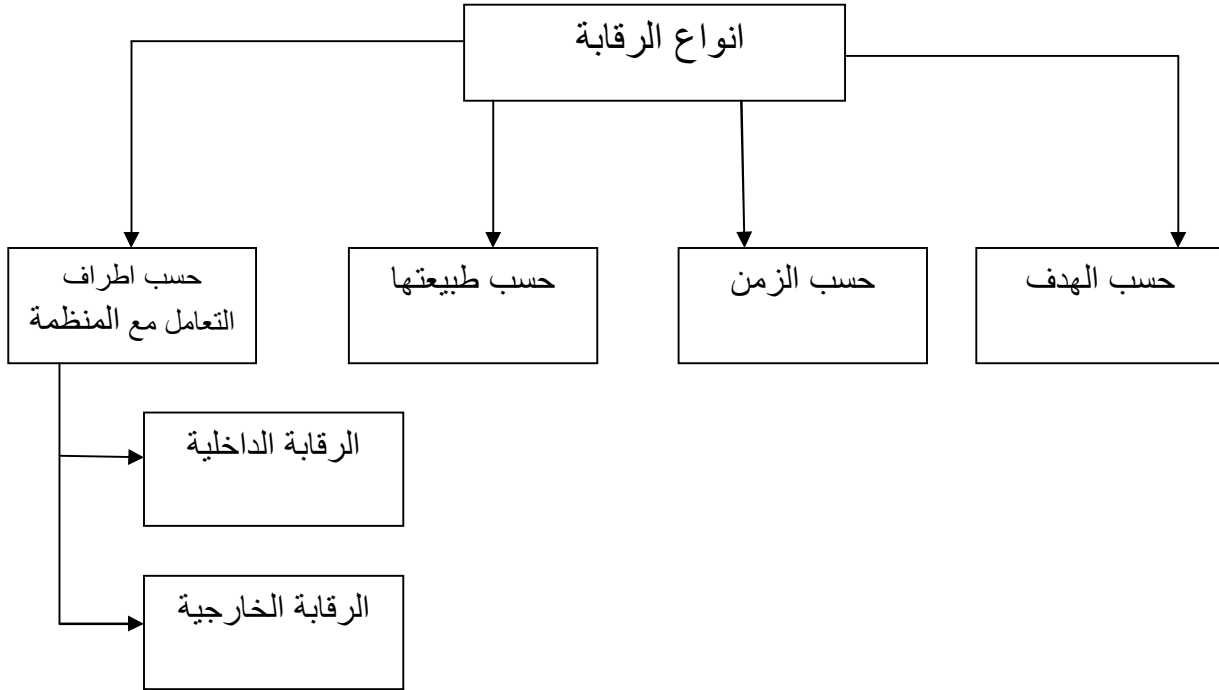 انواع الرقابة
حسب الهدف
حسب الزمن
حسب طبيعتها
حسب اطراف
التعامل مع المنظمة
الرقابة الداخلية
الرقابة الخارجية